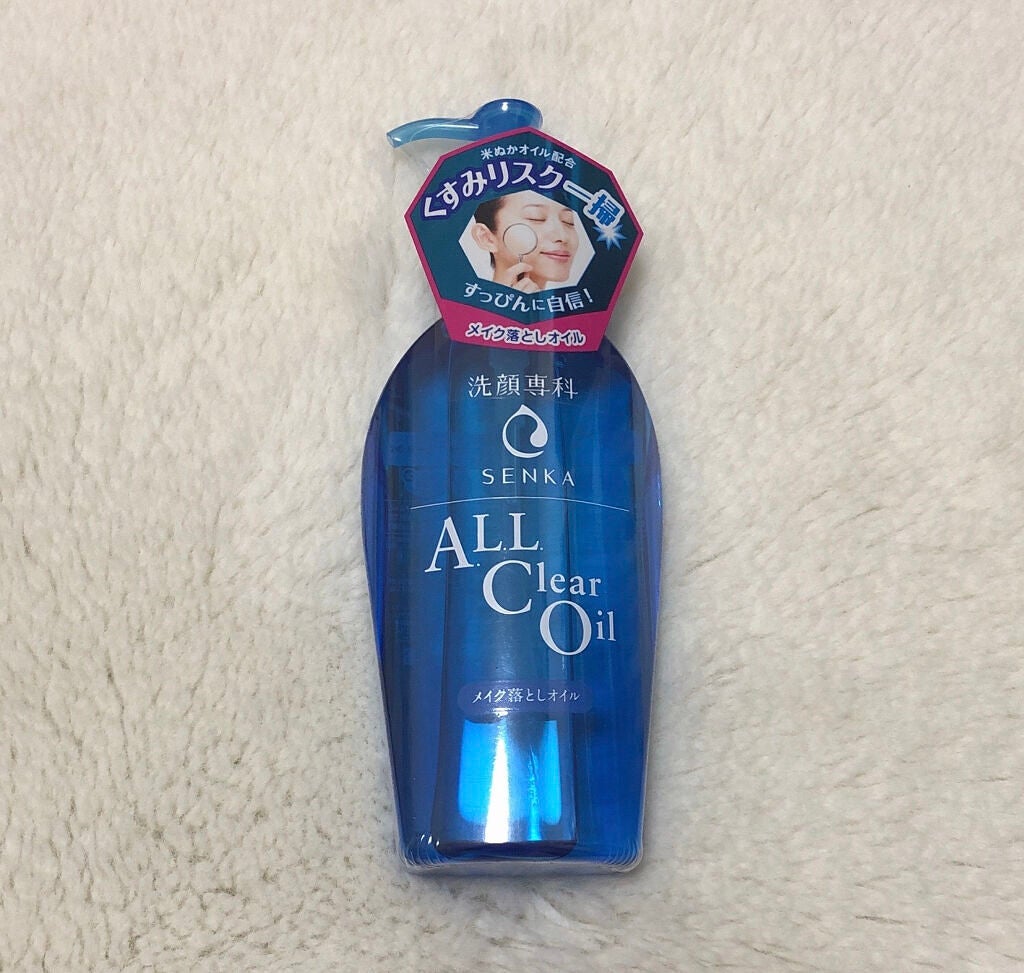 米ぬかオイル配合
くすみリスク一掃
すっぴんに自信!
メイク落としオイル
洗顔専科
SENKA
A.L.L.
Clear
Oil
メイク落としオイル